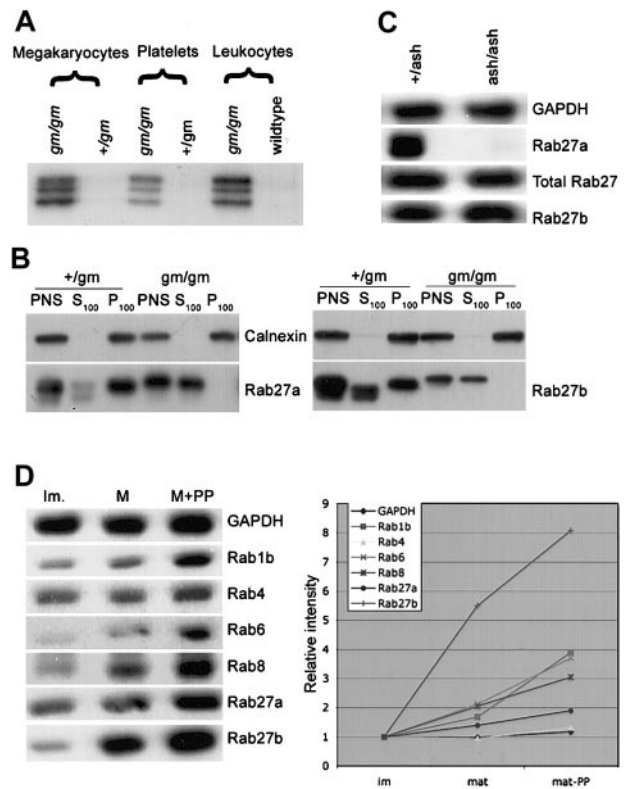 A
Megakaryocytes Platelets Leukocytes
gm/gm +/gm gm/gm +/gm gm/gm wildtype
C
+/ash ash/ash
GAPDH
Rab27a
Total Rab27
Rab27b
B
+/gm gm/gm
PNS S100 P100 PNS S100 P100
Calnexin
Rab27a
+/gm gm/gm
PNS S100 P100 PNS S100 P100
Rab27b
D
Im. M M+PP
GAPDH
Rab1b
Rab4
Rab6
Rab8
Rab27a
Rab27b
Relative intensity
9
8
7
6
5
4
3
2
1
0
GAPDH
Rab1b
Rab4
Rab6
Rab8
Rab27a
Rab27b
im mat mat-PP